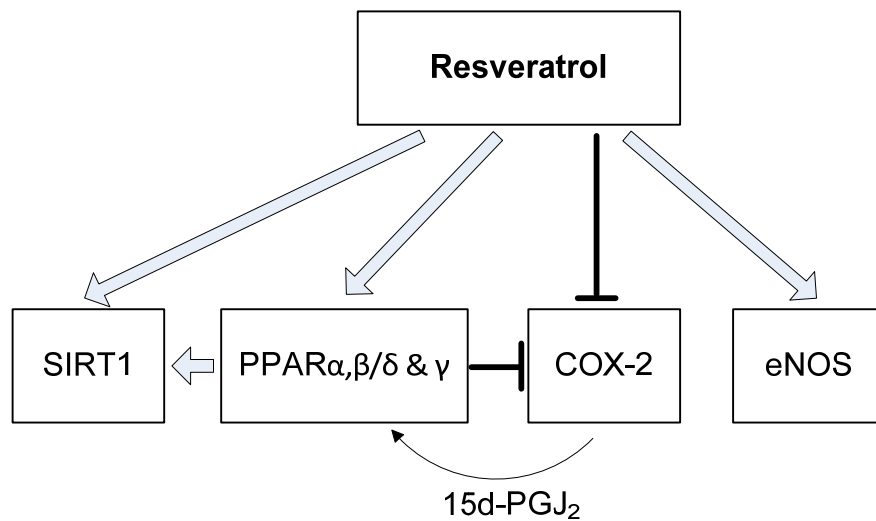 Resveratrol
SIRT1
PPARα,β/δ & γ
COX-2
eNOS
15d-PGJ₂